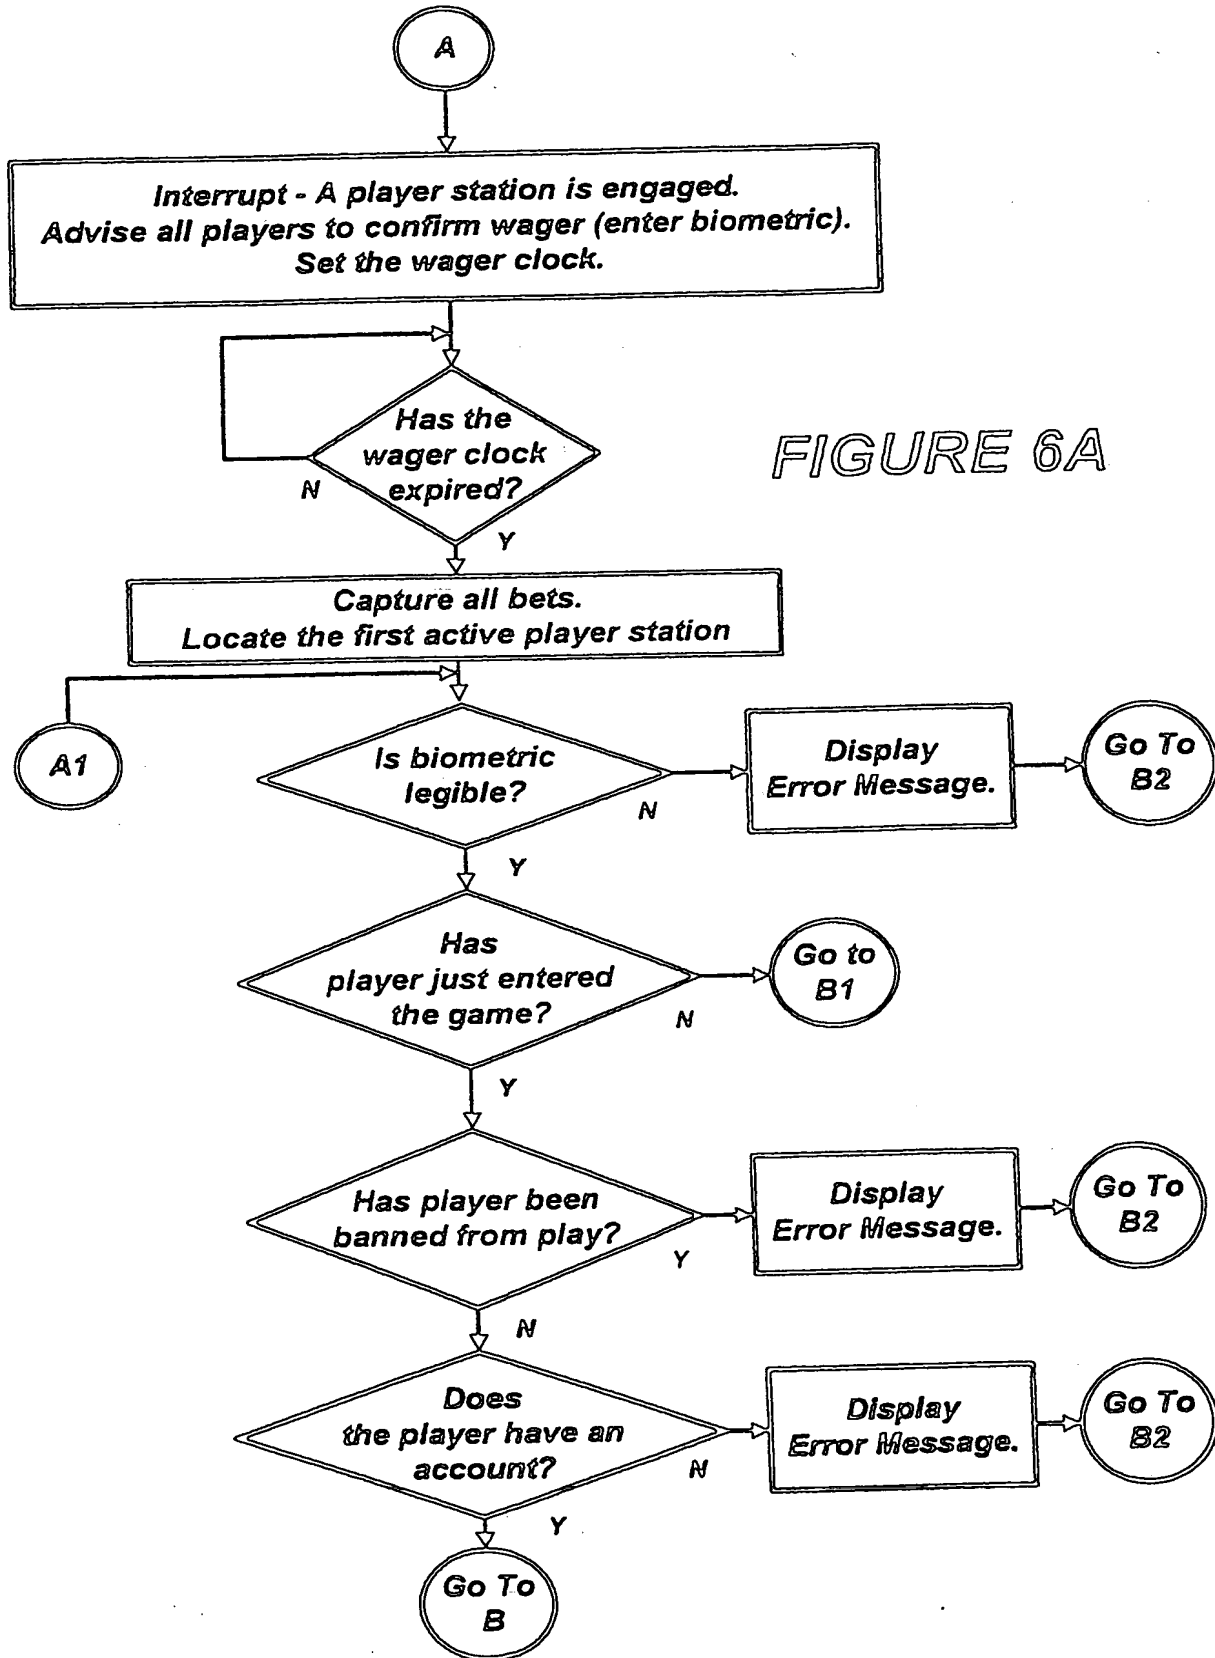 A
Interrupt - A player station is engaged.
Advise all players to confirm wager (enter biometric).
Set the wager clock.
Has the
wager clock
expired?
N
Y
FIGURE 6A
Capture all bets.
Locate the first active player station
A1
Is biometric
legible?
N
Y
Display
Error Message.
Go To
B2
Has
player just entered
the game?
N
Y
Go to
B1
Has player been
banned from play?
Y
N
Display
Error Message.
Go To
B2
Does
the player have an
account?
N
Y
Display
Error Message.
Go To
B2
Go To
B